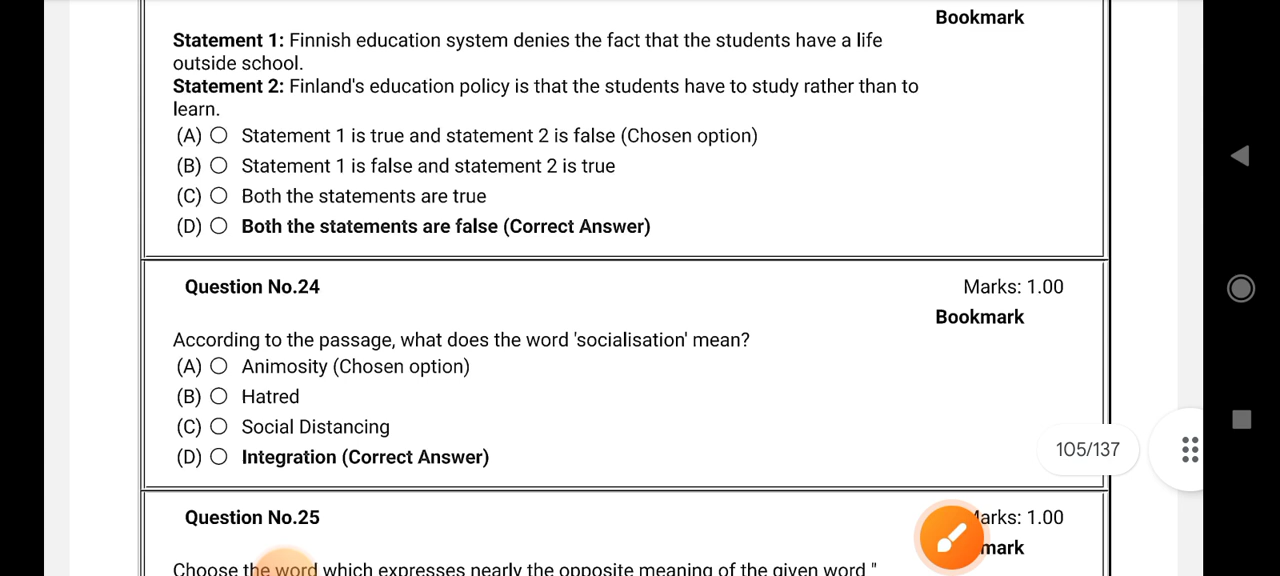 Bookmark
Statement 1: Finnish education system denies the fact that the students have a life
outside school.
Statement 2: Finland's education policy is that the students have to study rather than to
learn.
(A) Statement 1 is true and statement 2 is false (Chosen option)
(B) Statement 1 is false and statement 2 is true
(C) Both the statements are true
(D) Both the statements are false (Correct Answer)
Question No.24 Marks: 1.00
Bookmark
According to the passage, what does the word 'socialisation' mean?
(A) Animosity (Chosen option)
(B) Hatred
(C) Social Distancing
(D) Integration (Correct Answer)
105/137
Question No.25 Marks: 1.00
mark
Choose the word which expresses nearly the opposite meaning of the given word "